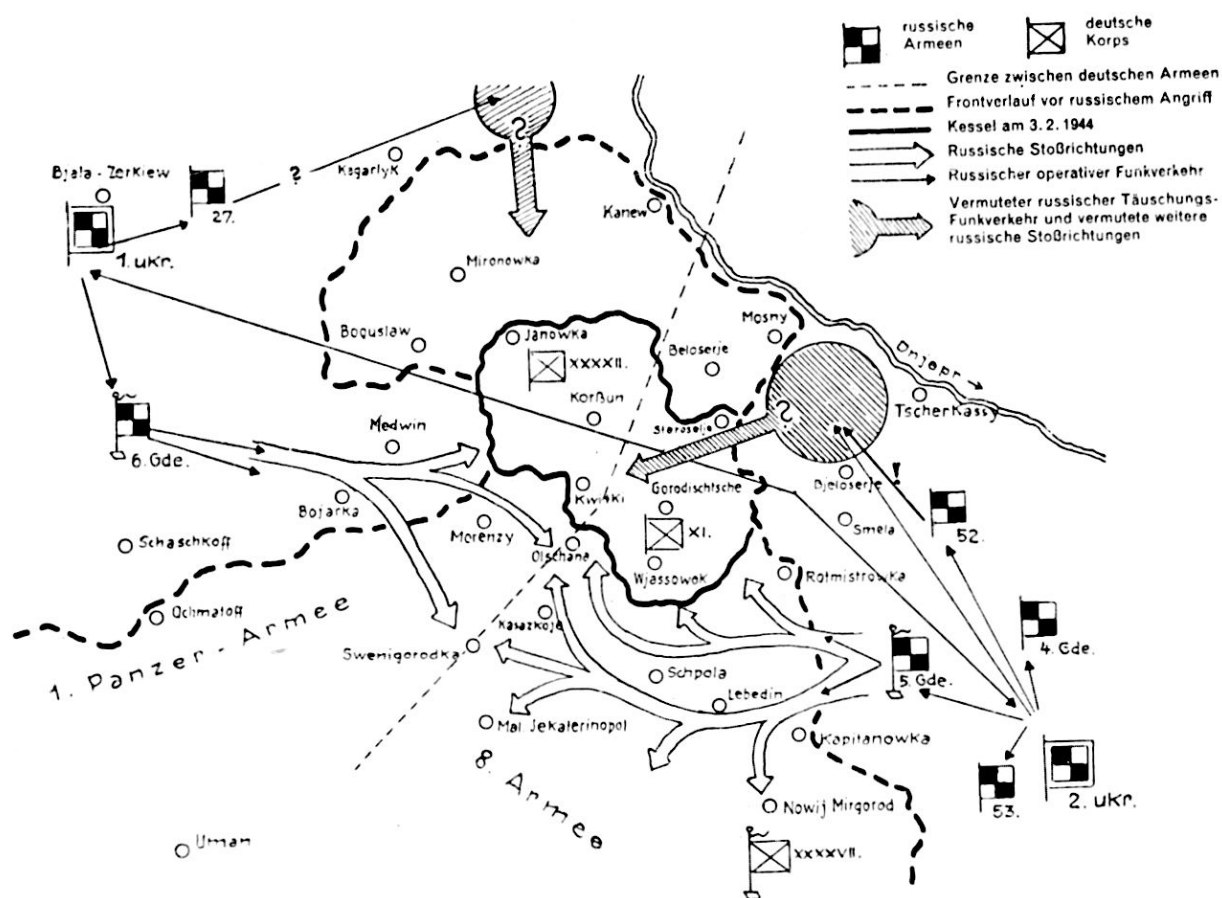 russische
Armeen
deutsche
Korps
Grenze zwischen deutschen Armeen
Frontverlauf vor russischem Angriff
Kessel am 3.2.1944
Russische Stoßrichtungen
Russischer operativer Funkverkehr
Vermuteter russischer Täuschungs-
Funkverkehr und vermutete weitere
russische Stoßrichtungen
?
Bjala-Zerkiew
27.
?
Kagarlyk
Kanew
1. ukr.
Mironowka
Boguslaw
Janowka
XXXXII.
Mosny
Beloserje
Dnjepr
Korßun
Staroselje
?
Tscherkassy
6. Gde.
Medwin
Bojarka
Kwitki
Gorodischtsche
Bjeloserje
!
52.
Smela
Schaschkoff
Morenzy
Olschana
XI.
Wjassowok
Rotmistrowka
Ochmatoff
Kasazkoje
4. Gde.
1. Panzer-Armee
Swenigorodka
Schpola
5. Gde.
Lebedin
Mal. Jekaterinopol
Kapitanowka
8. Armee
53.
2. ukr.
Nowij Mirgorod
Uman
XXXXVII.